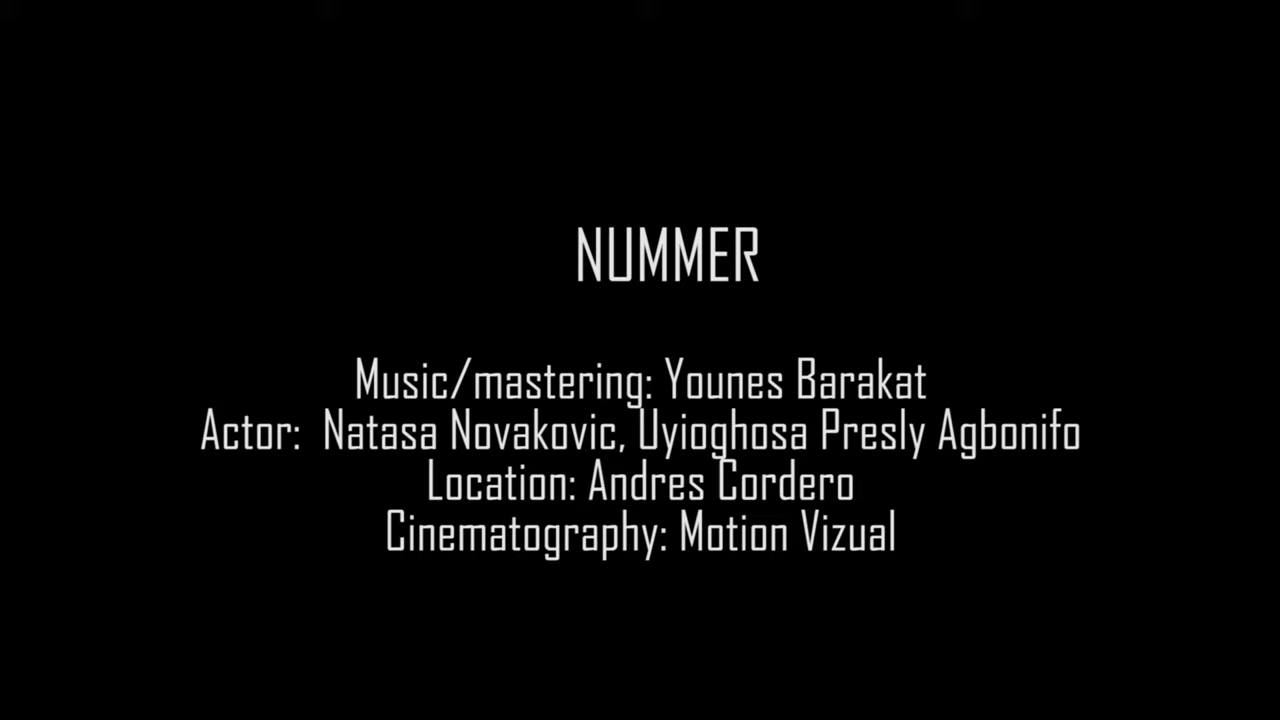 NUMMER
Music/mastering: Younes Barakat
Actor:  Natasa Novakovic, Uyioghosa Presly Agbonifo
Location: Andres Cordero
Cinematography: Motion Vizual